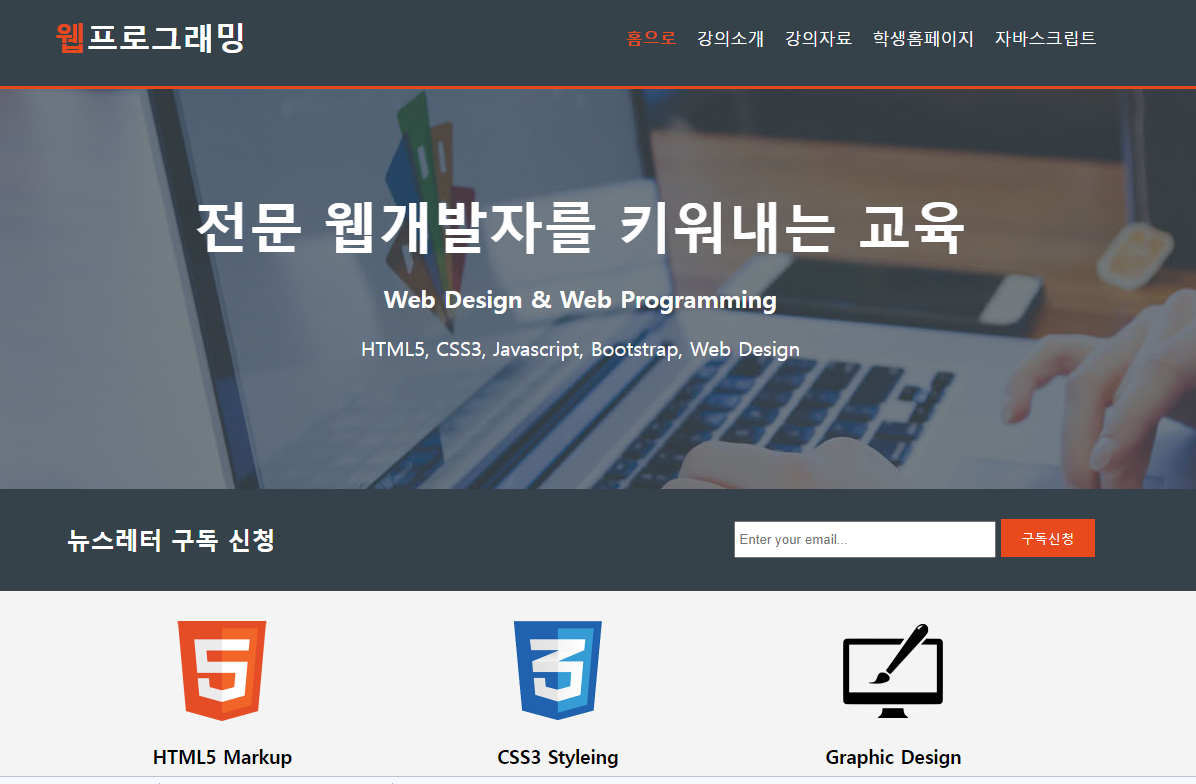 웹프로그래밍
홈으로 강의소개 강의자료 학생홈페이지 자바스크립트
전문 웹개발자를 키워내는 교육
Web Design & Web Programming
HTML5, CSS3, Javascript, Bootstrap, Web Design
뉴스레터 구독 신청
Enter your email...
구독신청
HTML5 Markup
CSS3 Styleing
Graphic Design